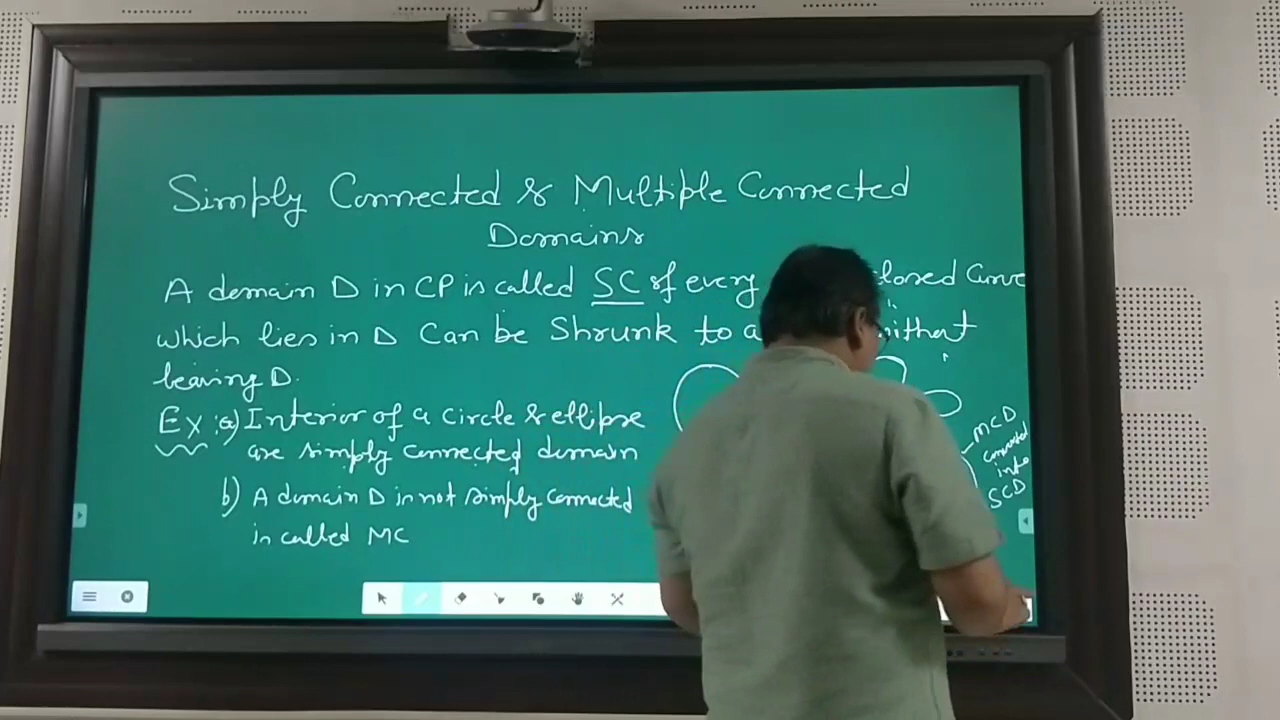 Simply Connected & Multiple Connected
Domains
A domain D in CP is called SC if every closed Curve
which lies in D Can be Shrunk to a without
leaving D.
Ex: a) Interior of a circle & ellipse
are simply connected domain
b) A domain D is not simply connected
is called MC
MCD
converted
into
SCD